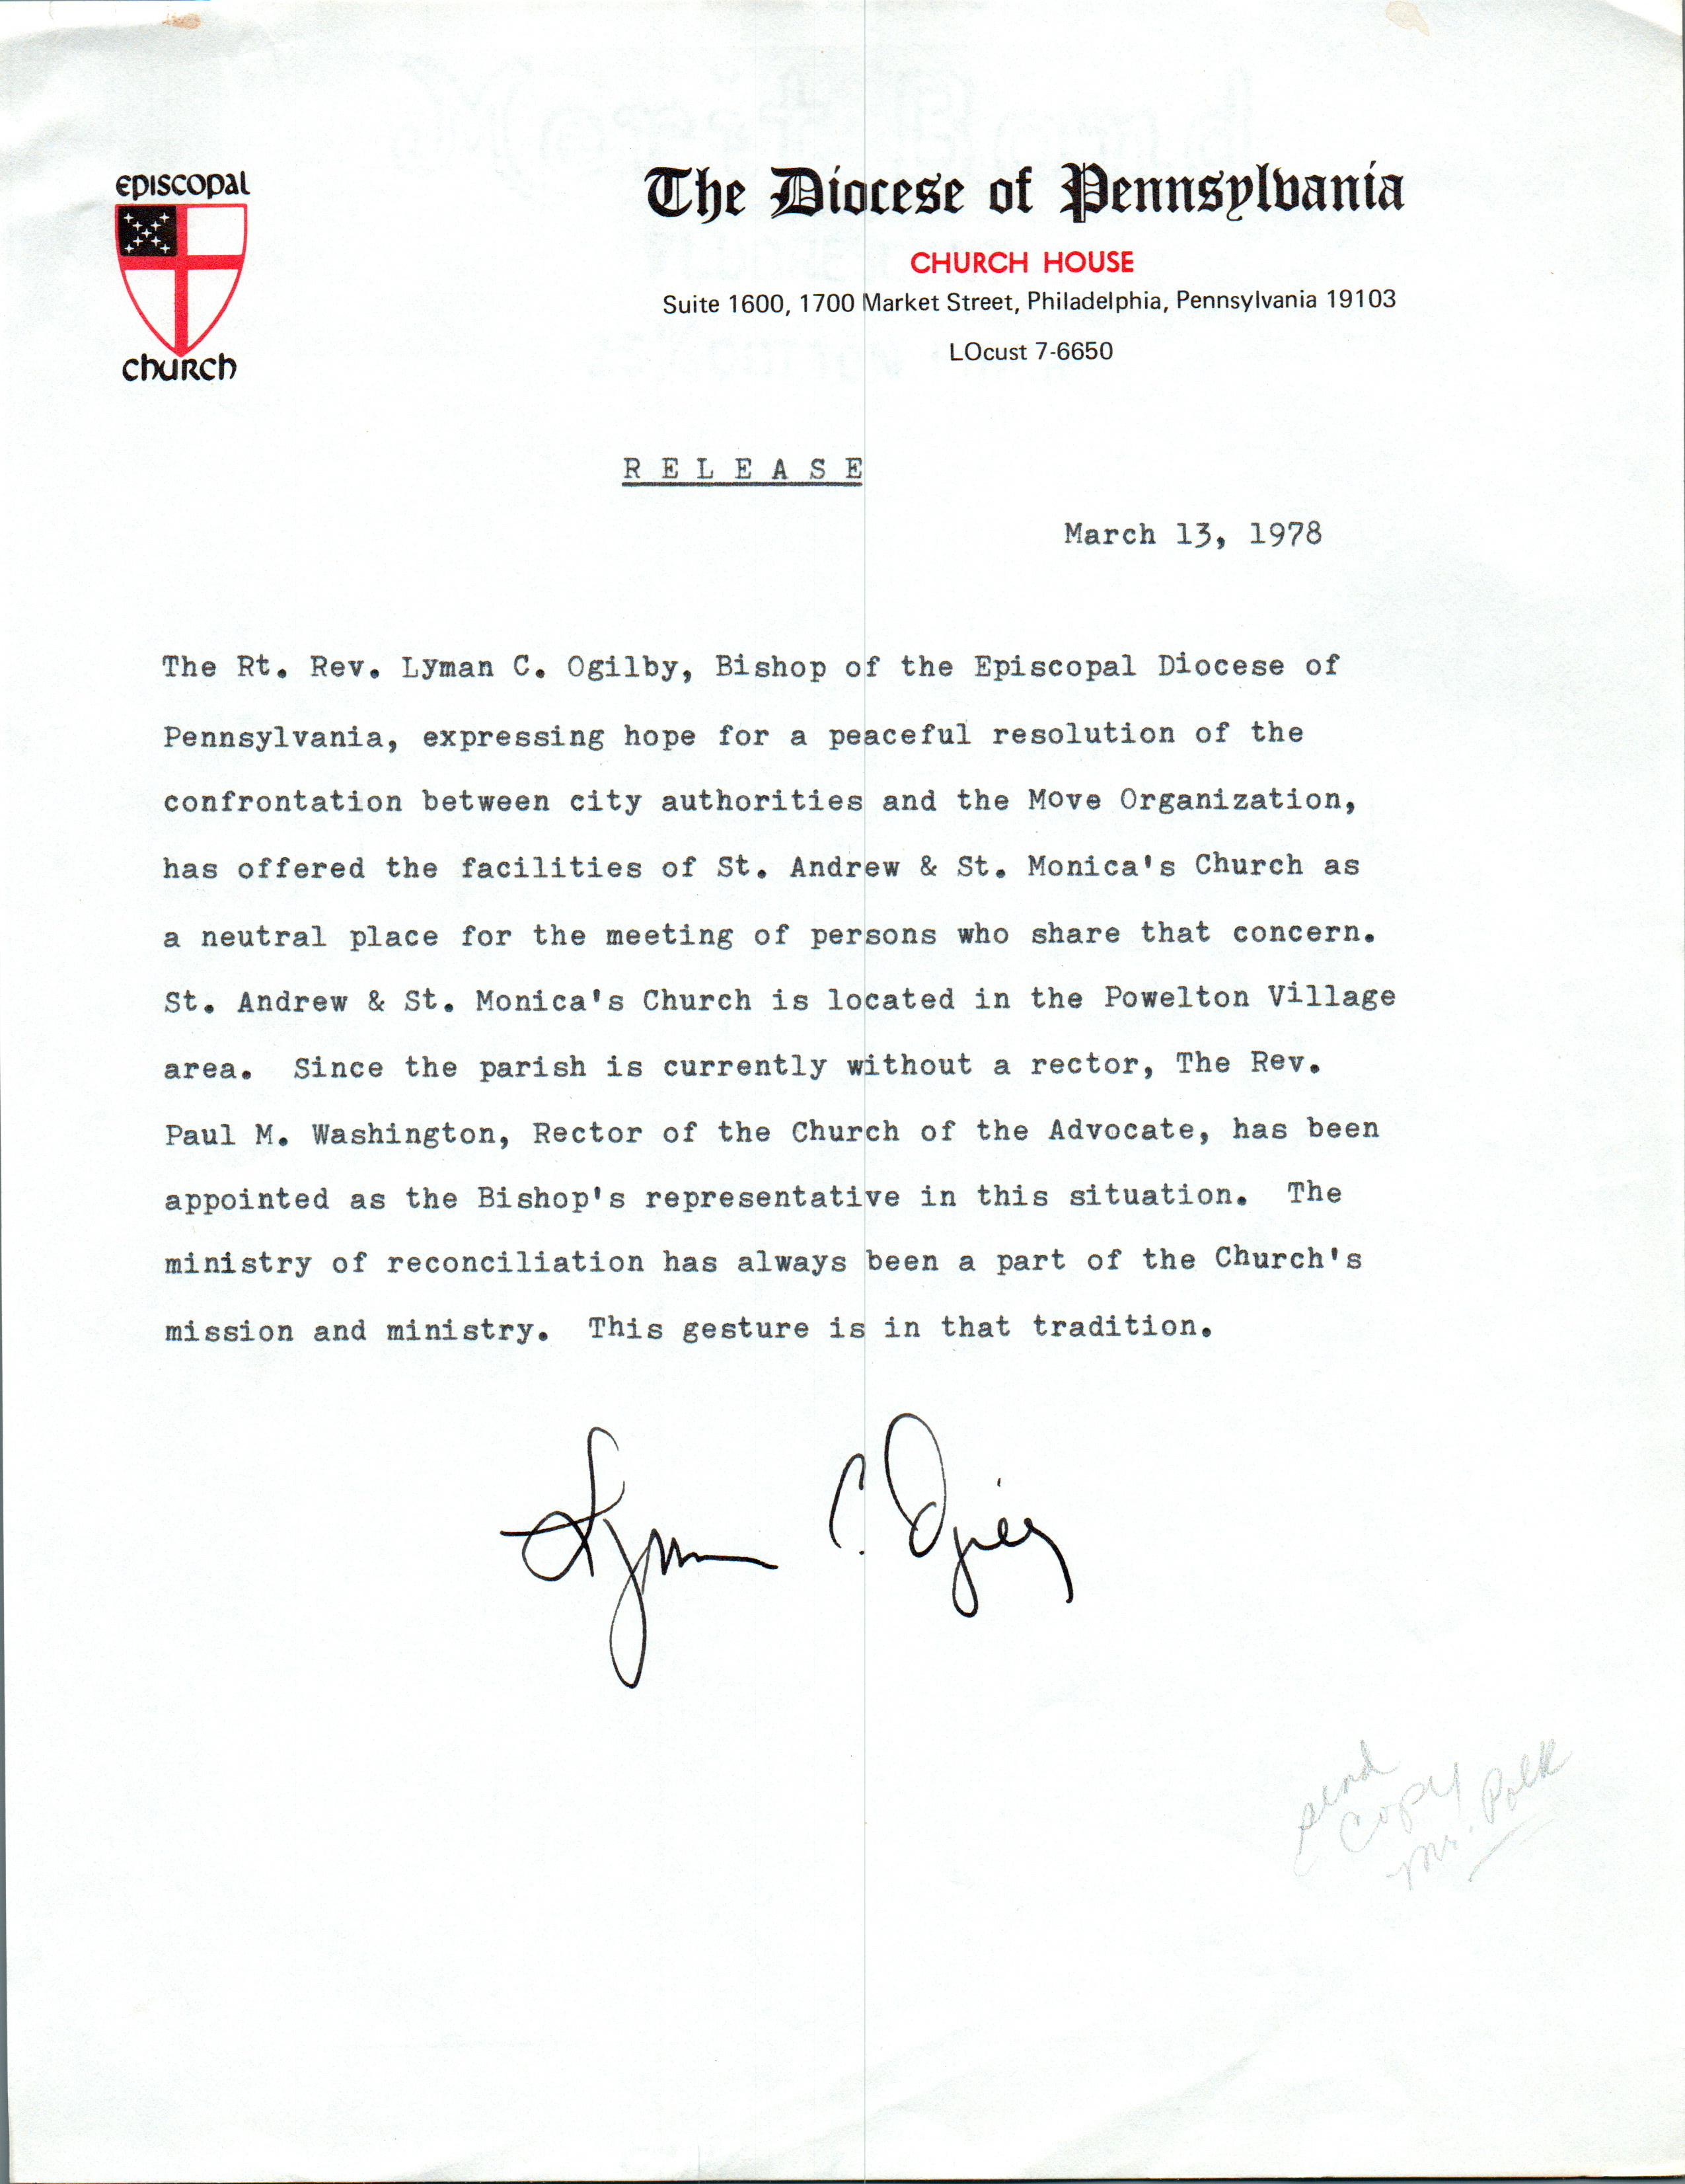 EPISCOPAL
church
The Diocese of Pennsylvania
CHURCH HOUSE
Suite 1600, 1700 Market Street, Philadelphia, Pennsylvania 19103
LOcust 7-6650
R E L E A S E
March 13, 1978
The Rt. Rev. Lyman C. Ogilby, Bishop of the Episcopal Diocese of
Pennsylvania, expressing hope for a peaceful resolution of the
confrontation between city authorities and the Move Organization,
has offered the facilities of St. Andrew & St. Monica's Church as
a neutral place for the meeting of persons who share that concern.
St. Andrew & St. Monica's Church is located in the Powelton Village
area.  Since the parish is currently without a rector, The Rev.
Paul M. Washington, Rector of the Church of the Advocate, has been
appointed as the Bishop's representative in this situation.  The
ministry of reconciliation has always been a part of the Church's
mission and ministry.  This gesture is in that tradition.
Lyman C. Ogilby
send
copy
Mr. Polk